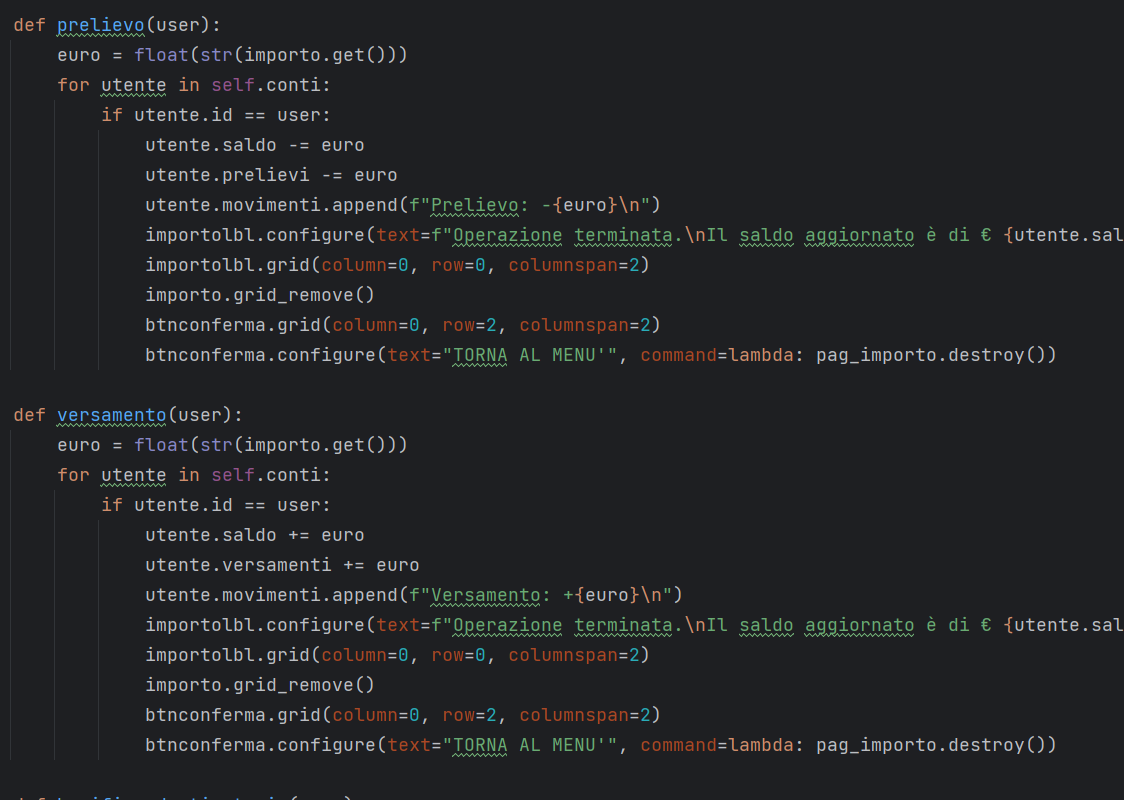 def prelievo(user):
    euro = float(str(importo.get()))
    for utente in self.conti:
        if utente.id == user:
            utente.saldo -= euro
            utente.prelievi -= euro
            utente.movimenti.append(f"Prelievo: -{euro}\n")
            importolbl.configure(text=f"Operazione terminata.\nIl saldo aggiornato è di € {utente.sal
            importolbl.grid(column=0, row=0, columnspan=2)
            importo.grid_remove()
            btnconferma.grid(column=0, row=2, columnspan=2)
            btnconferma.configure(text="TORNA AL MENU'", command=lambda: pag_importo.destroy())
def versamento(user):
    euro = float(str(importo.get()))
    for utente in self.conti:
        if utente.id == user:
            utente.saldo += euro
            utente.versamenti += euro
            utente.movimenti.append(f"Versamento: +{euro}\n")
            importolbl.configure(text=f"Operazione terminata.\nIl saldo aggiornato è di € {utente.sal
            importolbl.grid(column=0, row=0, columnspan=2)
            importo.grid_remove()
            btnconferma.grid(column=0, row=2, columnspan=2)
            btnconferma.configure(text="TORNA AL MENU'", command=lambda: pag_importo.destroy())